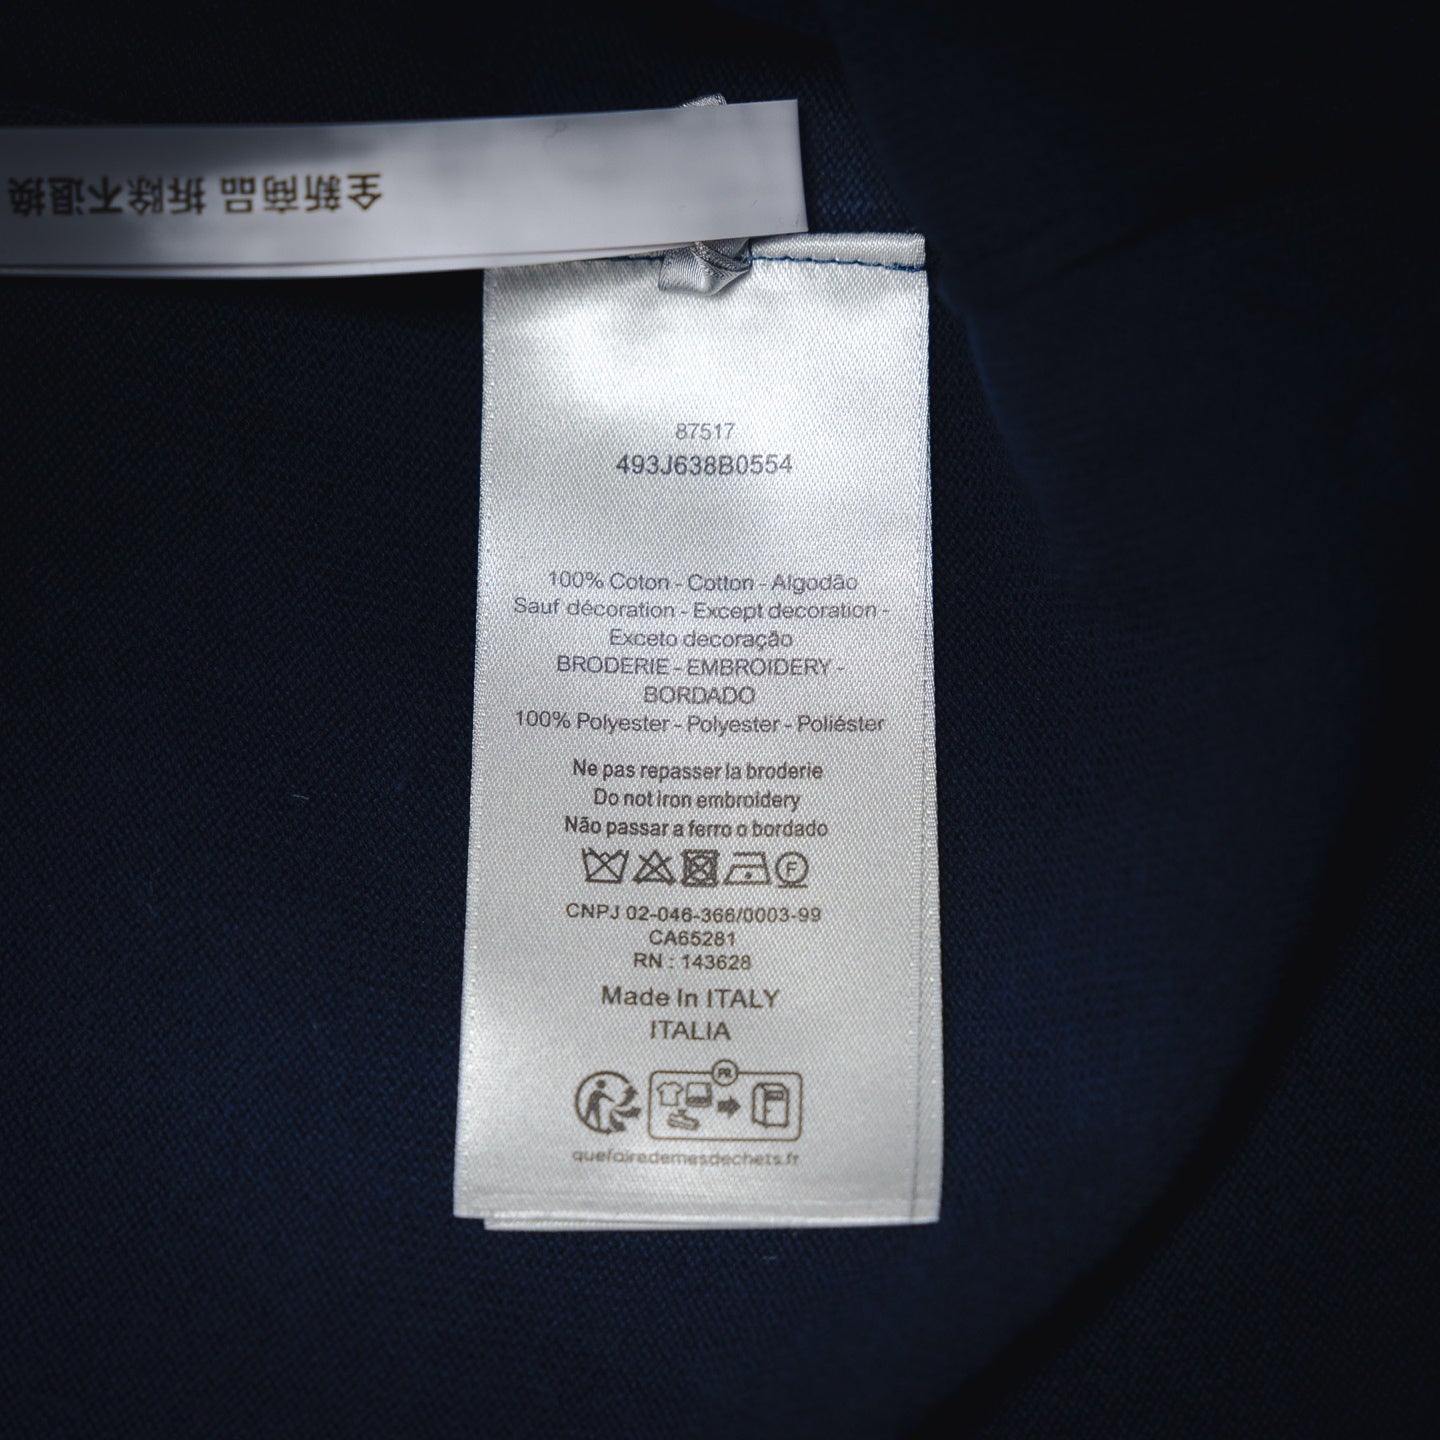 全新商品 拆除不退换
87517
493J638B0554
100% Coton - Cotton - Algodão
Sauf décoration - Except decoration -
Exceto decoração
BRODERIE - EMBROIDERY -
BORDADO
100% Polyester - Polyester - Poliéster
Ne pas repasser la broderie
Do not iron embroidery
Não passar a ferro o bordado
F
CNPJ 02-046-366/0003-99
CA65281
RN : 143628
Made In ITALY
ITALIA
FR
quefairedemesdechets.fr